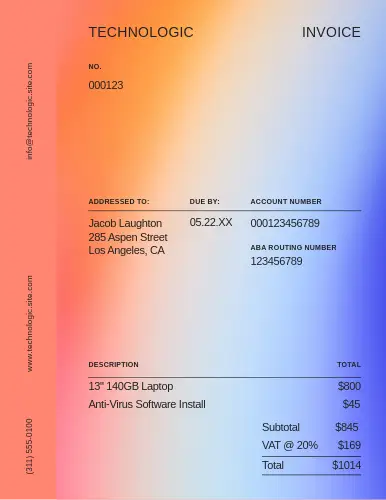 TECHNOLOGIC INVOICE
NO.
000123
ADDRESSED TO: DUE BY: ACCOUNT NUMBER
Jacob Laughton 05.22.XX 000123456789
285 Aspen Street
Los Angeles, CA
ABA ROUTING NUMBER
123456789
DESCRIPTION TOTAL
13" 140GB Laptop $800
Anti-Virus Software Install $45
Subtotal $845
VAT @ 20% $169
Total $1014
info@technologic.site.com
www.technologic.site.com
(311) 555-0100